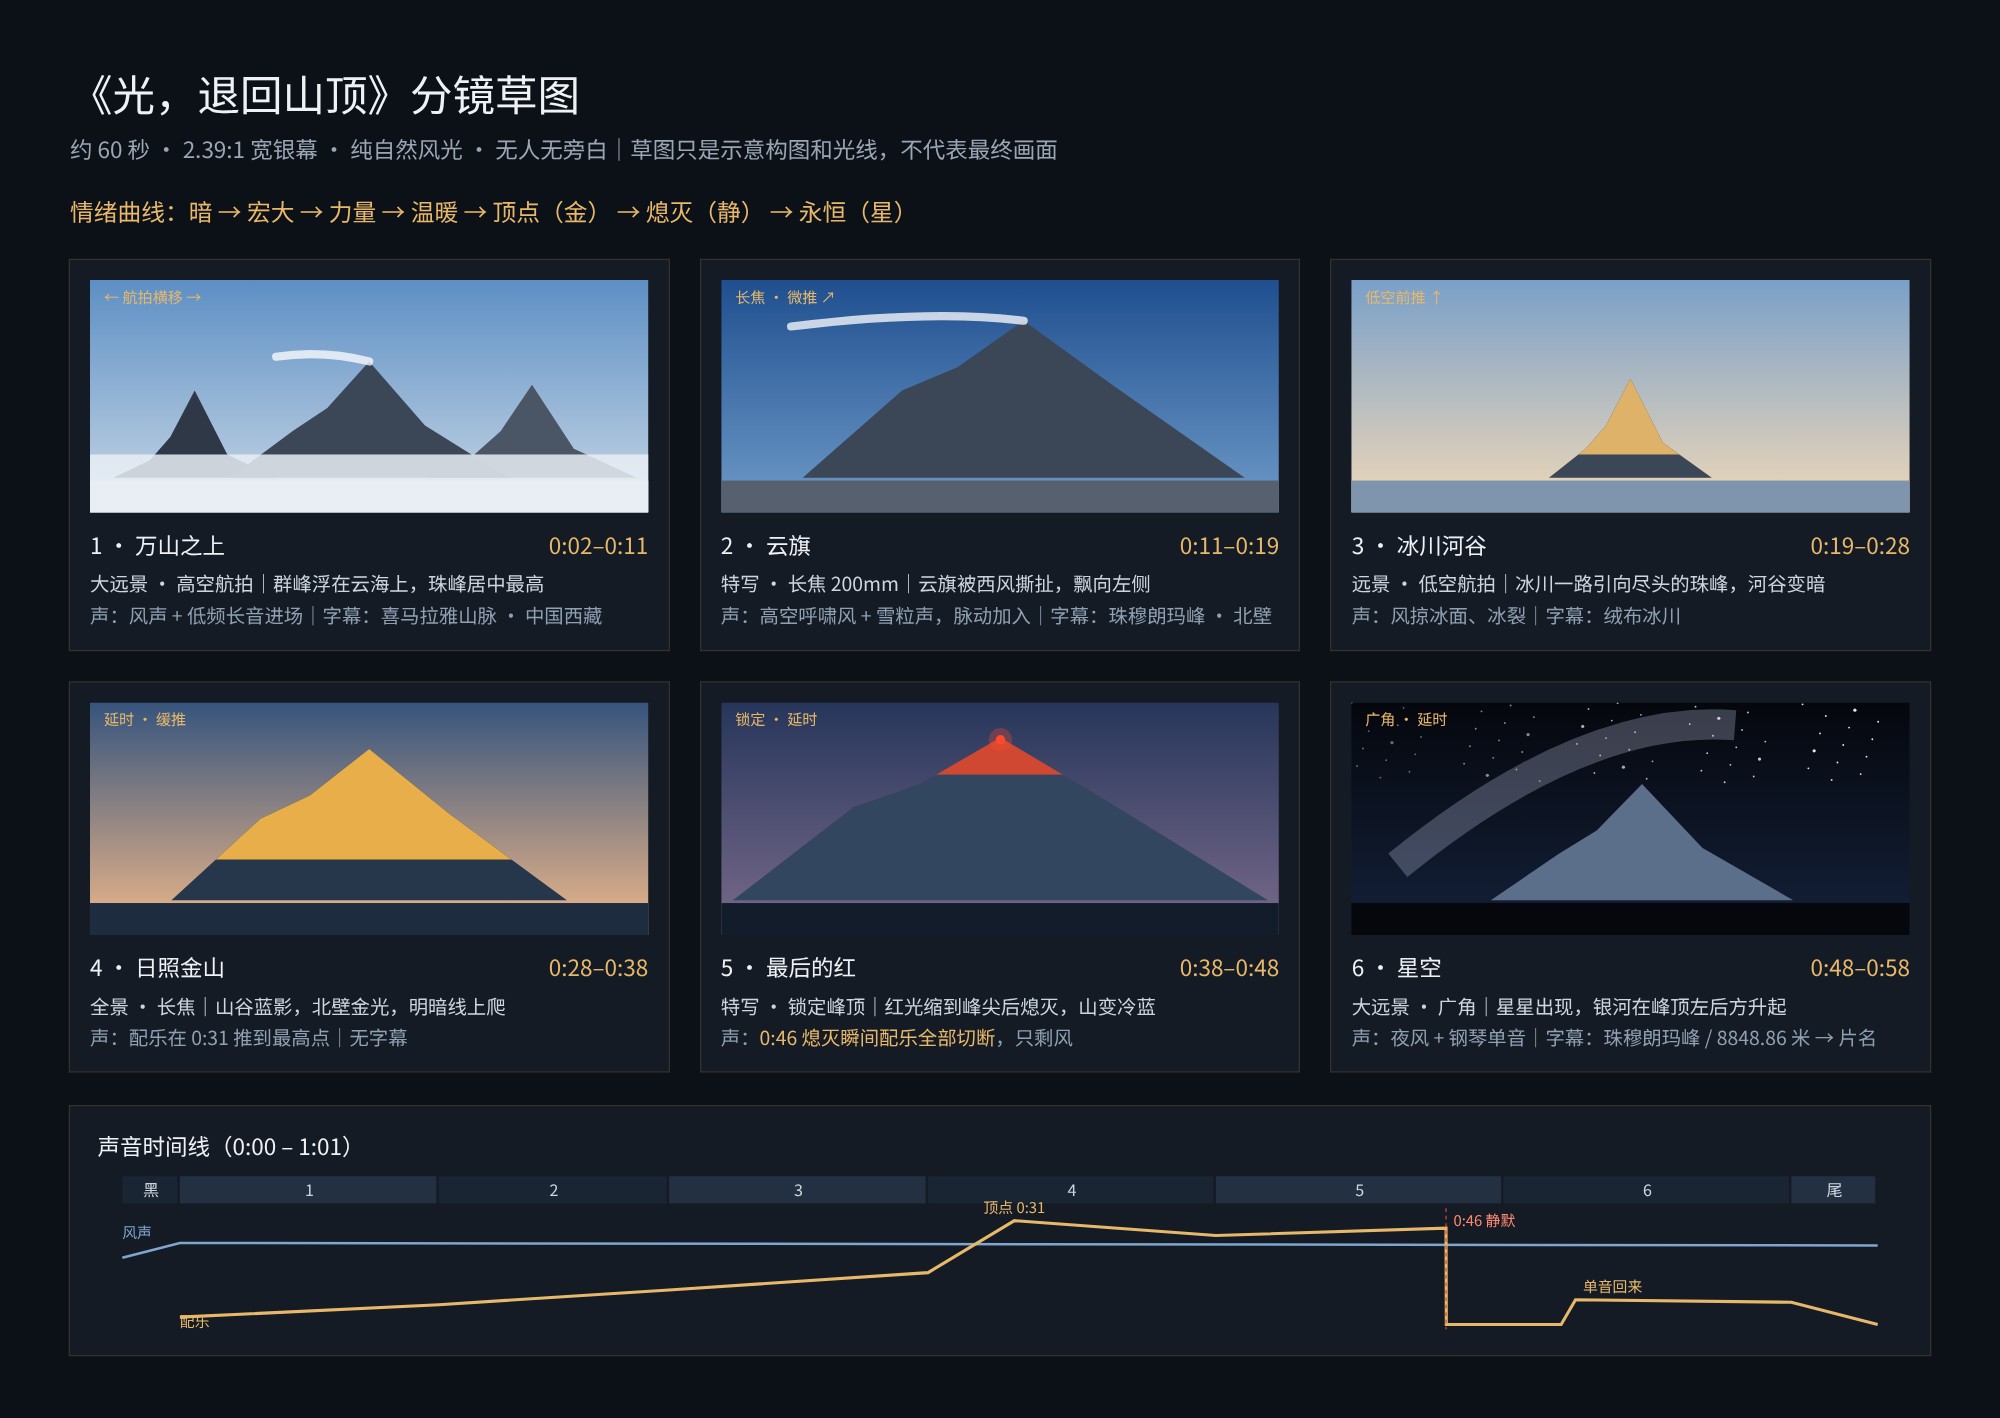 《光，退回山顶》分镜草图
约 60 秒 · 2.39:1 宽银幕 · 纯自然风光 · 无人无旁白｜草图只是示意构图和光线，不代表最终画面
情绪曲线：暗 → 宏大 → 力量 → 温暖 → 顶点（金） → 熄灭（静） → 永恒（星）
← 航拍横移 →
1 · 万山之上 0:02–0:11
大远景 · 高空航拍｜群峰浮在云海上，珠峰居中最高
声：风声 + 低频长音进场｜字幕：喜马拉雅山脉 · 中国西藏
长焦 · 微推 ↗
2 · 云旗 0:11–0:19
特写 · 长焦 200mm｜云旗被西风撕扯，飘向左侧
声：高空呼啸风 + 雪粒声，脉动加入｜字幕：珠穆朗玛峰 · 北壁
低空前推 ↑
3 · 冰川河谷 0:19–0:28
远景 · 低空航拍｜冰川一路引向尽头的珠峰，河谷变暗
声：风掠冰面、冰裂｜字幕：绒布冰川
延时 · 缓推
4 · 日照金山 0:28–0:38
全景 · 长焦｜山谷蓝影，北壁金光，明暗线上爬
声：配乐在 0:31 推到最高点｜无字幕
锁定 · 延时
5 · 最后的红 0:38–0:48
特写 · 锁定峰顶｜红光缩到峰尖后熄灭，山变冷蓝
声：0:46 熄灭瞬间配乐全部切断，只剩风
广角 · 延时
6 · 星空 0:48–0:58
大远景 · 广角｜星星出现，银河在峰顶左后方升起
声：夜风 + 钢琴单音｜字幕：珠穆朗玛峰 / 8848.86 米 → 片名
声音时间线（0:00 – 1:01）
黑 1 2 3 4 5 6 尾
顶点 0:31
0:46 静默
风声
单音回来
配乐